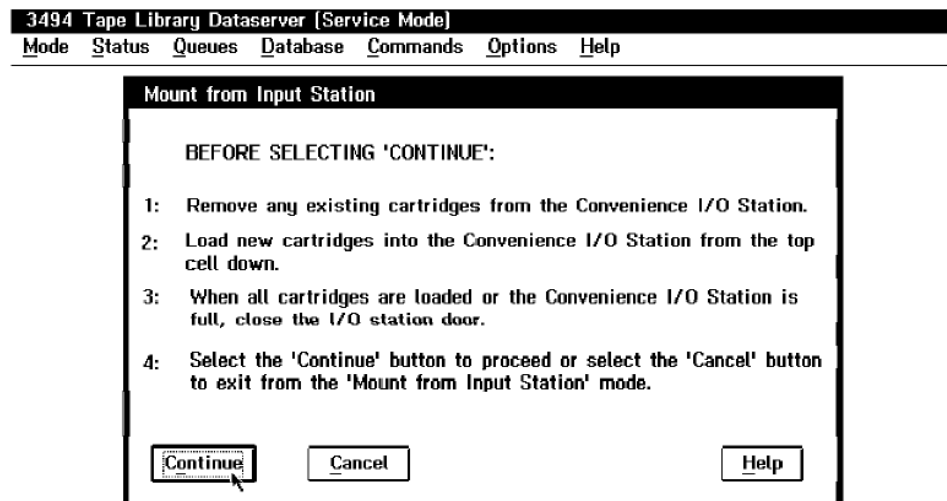 3494 Tape Library Dataserver (Service Mode)
Mode Status Queues Database Commands Options Help
Mount from Input Station
BEFORE SELECTING 'CONTINUE':
1: Remove any existing cartridges from the Convenience I/O Station.
2: Load new cartridges into the Convenience I/O Station from the top
cell down.
3: When all cartridges are loaded or the Convenience I/O Station is
full, close the I/O station door.
4: Select the 'Continue' button to proceed or select the 'Cancel' button
to exit from the 'Mount from Input Station' mode.
Continue Cancel Help